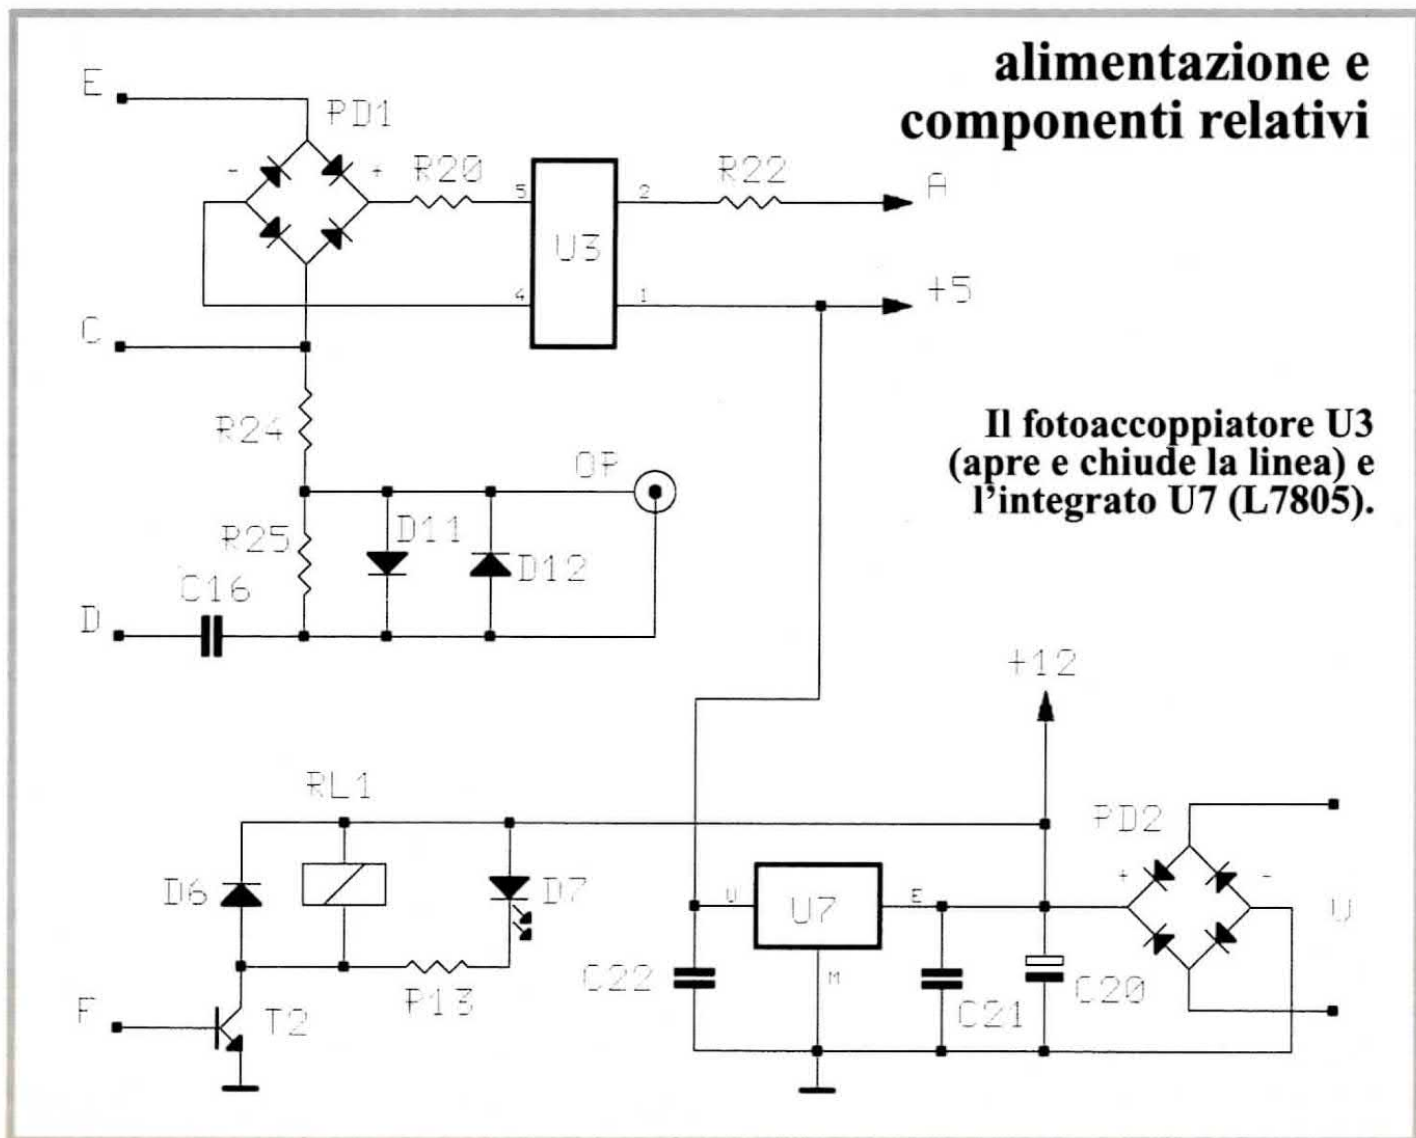 alimentazione e
componenti relativi
E
PD1
-
+
R20
5
2
R22
A
U3
4
1
+5
C
R24
Il fotoaccoppiatore U3
(apre e chiude la linea) e
l'integrato U7 (L7805).
OP
R25
D11
D12
C16
D
+12
RL1
PD2
D6
D7
U
U7
E
+
-
V
C22
M
C21
C20
R13
F
T2